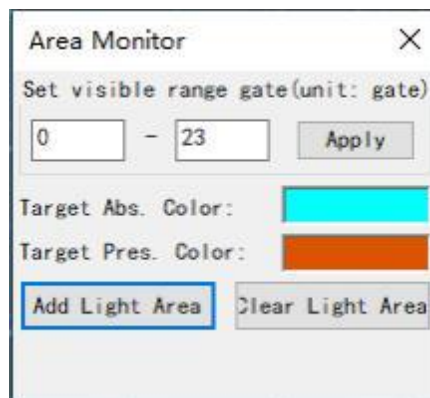 Area Monitor
Set visible range gate(unit: gate)
0 - 23 Apply
Target Abs. Color:
Target Pres. Color:
Add Light Area Clear Light Area